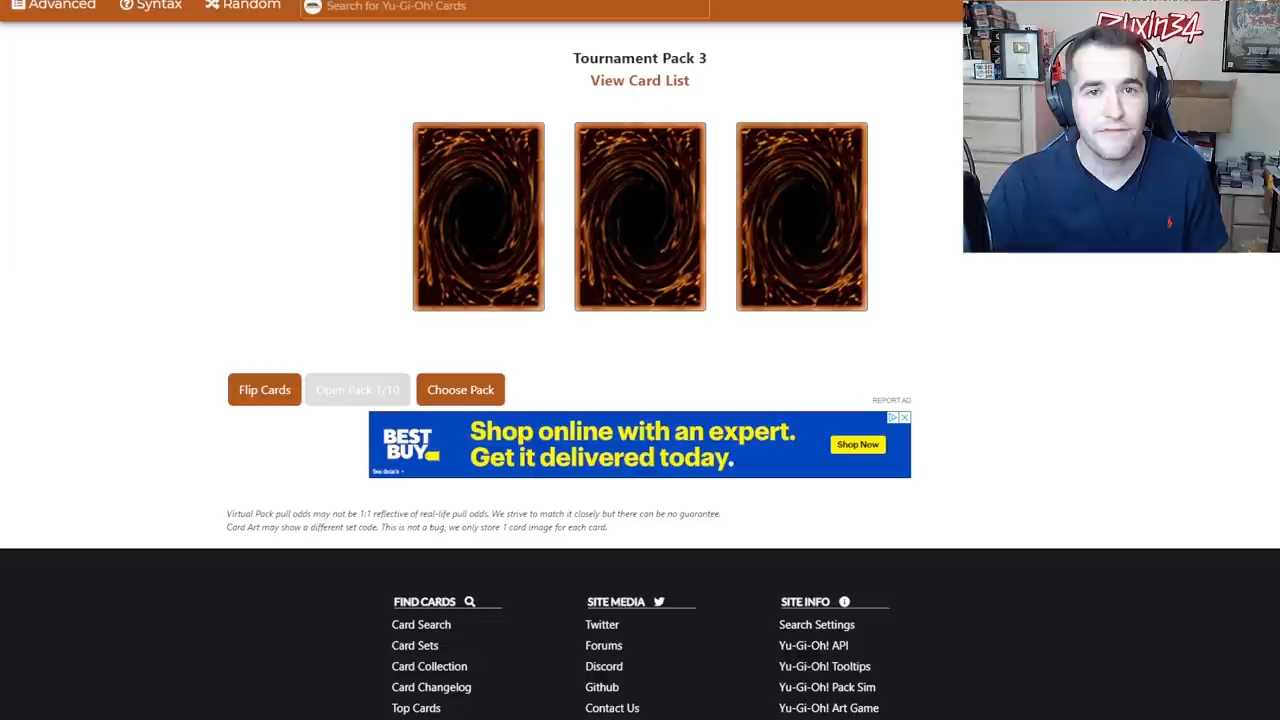 Advanced
Syntax
Random
Search for Yu-Gi-Oh! Cards
Ruxin34
Tournament Pack 3
View Card List
Flip Cards
Open Pack 1/10
Choose Pack
REPORT AD
BEST
BUY
Shop online with an expert.
Get it delivered today.
Shop Now
See details
Virtual Pack pull odds may not be 1:1 reflective of real-life pull odds. We strive to match it closely but there can be no guarantee.
Card Art may show a different set code. This is not a bug, we only store 1 card image for each card.
FIND CARDS
Card Search
Card Sets
Card Collection
Card Changelog
Top Cards
SITE MEDIA
Twitter
Forums
Discord
Github
Contact Us
SITE INFO
Search Settings
Yu-Gi-Oh! API
Yu-Gi-Oh! Tooltips
Yu-Gi-Oh! Pack Sim
Yu-Gi-Oh! Art Game